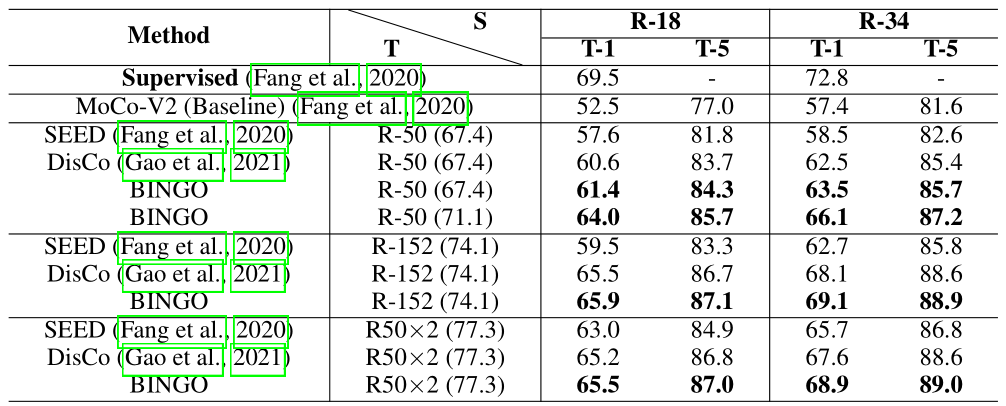 Method T S R-18 R-34
T-1 T-5 T-1 T-5
Supervised (Fang et al., 2020) 69.5 - 72.8 -
MoCo-V2 (Baseline) (Fang et al., 2020) 52.5 77.0 57.4 81.6
SEED (Fang et al., 2020) R-50 (67.4) 57.6 81.8 58.5 82.6
DisCo (Gao et al., 2021) R-50 (67.4) 60.6 83.7 62.5 85.4
BINGO R-50 (67.4) 61.4 84.3 63.5 85.7
BINGO R-50 (71.1) 64.0 85.7 66.1 87.2
SEED (Fang et al., 2020) R-152 (74.1) 59.5 83.3 62.7 85.8
DisCo (Gao et al., 2021) R-152 (74.1) 65.5 86.7 68.1 88.6
BINGO R-152 (74.1) 65.9 87.1 69.1 88.9
SEED (Fang et al., 2020) R50×2 (77.3) 63.0 84.9 65.7 86.8
DisCo (Gao et al., 2021) R50×2 (77.3) 65.2 86.8 67.6 88.6
BINGO R50×2 (77.3) 65.5 87.0 68.9 89.0